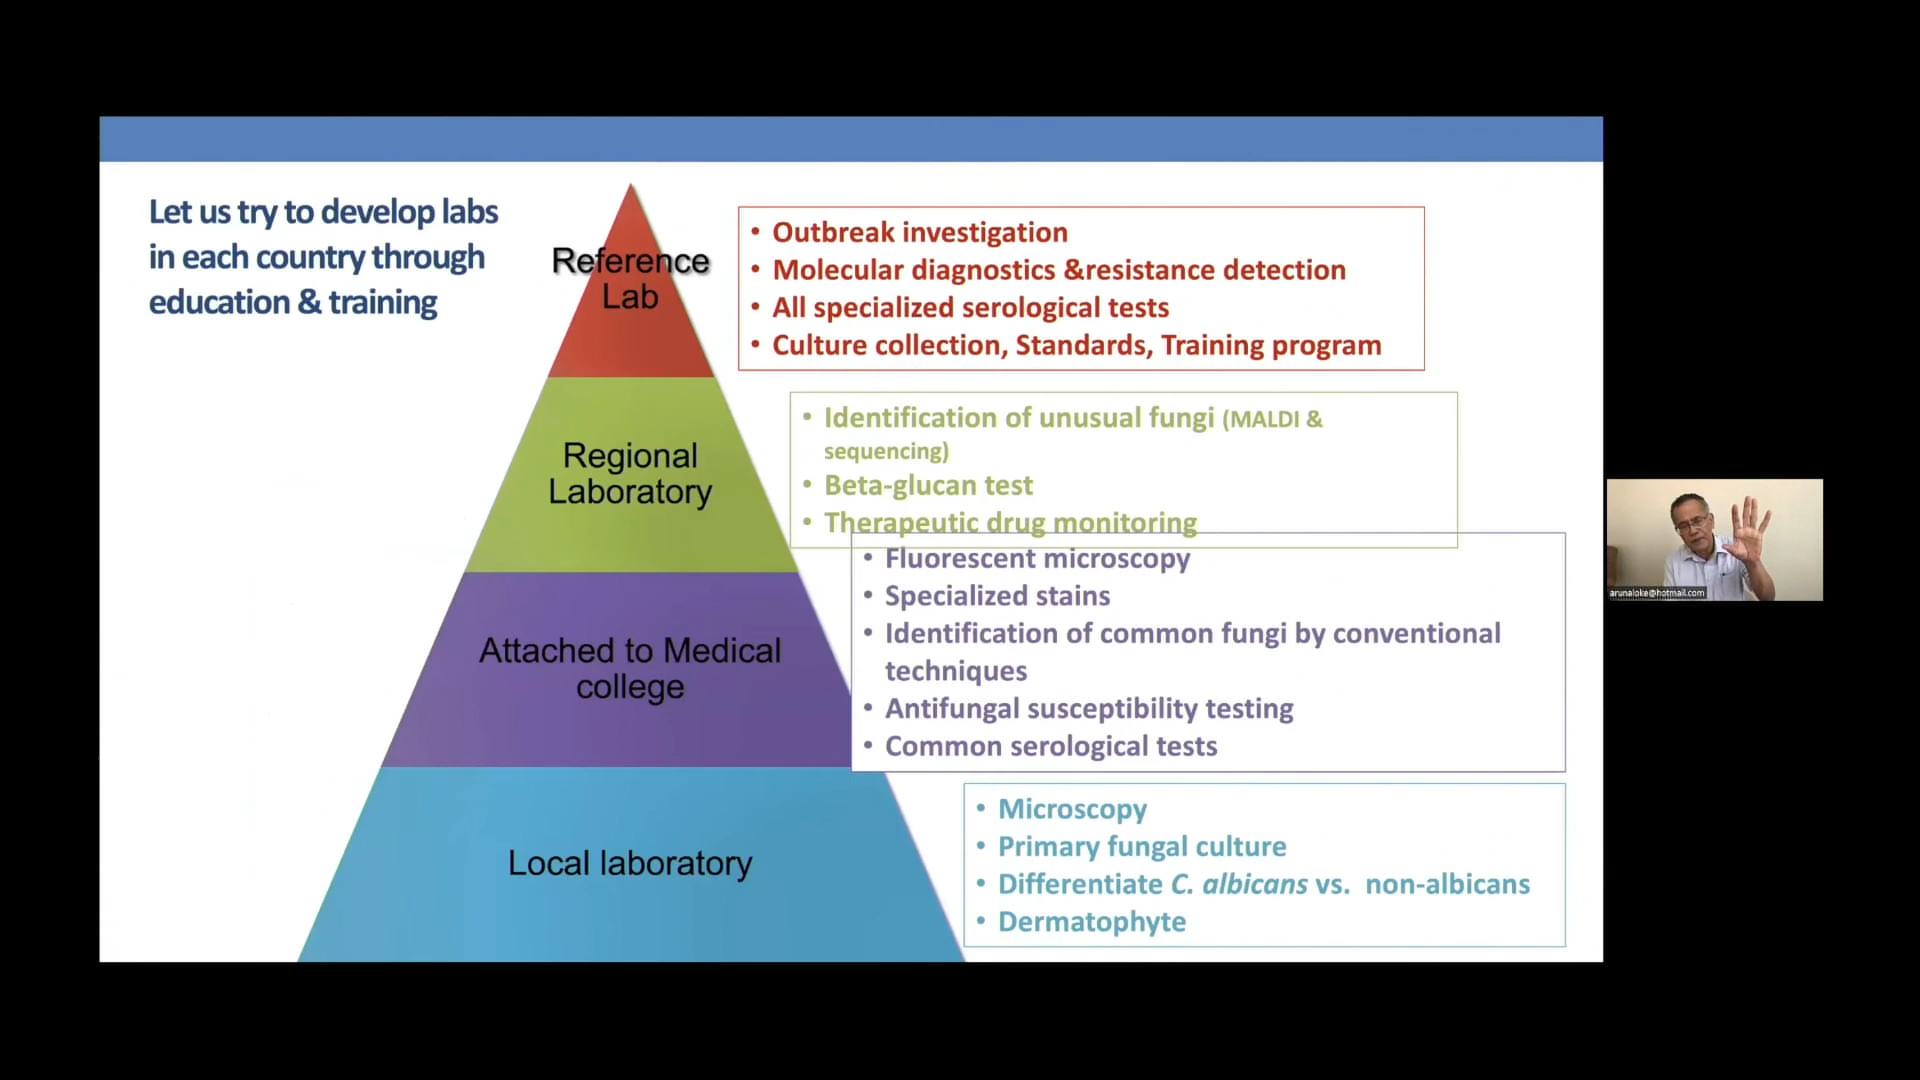 Let us try to develop labs
in each country through
education & training
Reference
Lab
• Outbreak investigation
• Molecular diagnostics &resistance detection
• All specialized serological tests
• Culture collection, Standards, Training program
Regional
Laboratory
• Identification of unusual fungi (MALDI &
sequencing)
• Beta-glucan test
• Therapeutic drug monitoring
Attached to Medical
college
• Fluorescent microscopy
• Specialized stains
• Identification of common fungi by conventional
techniques
• Antifungal susceptibility testing
• Common serological tests
Local laboratory
• Microscopy
• Primary fungal culture
• Differentiate C. albicans vs. non-albicans
• Dermatophyte
arunaloke@hotmail.com